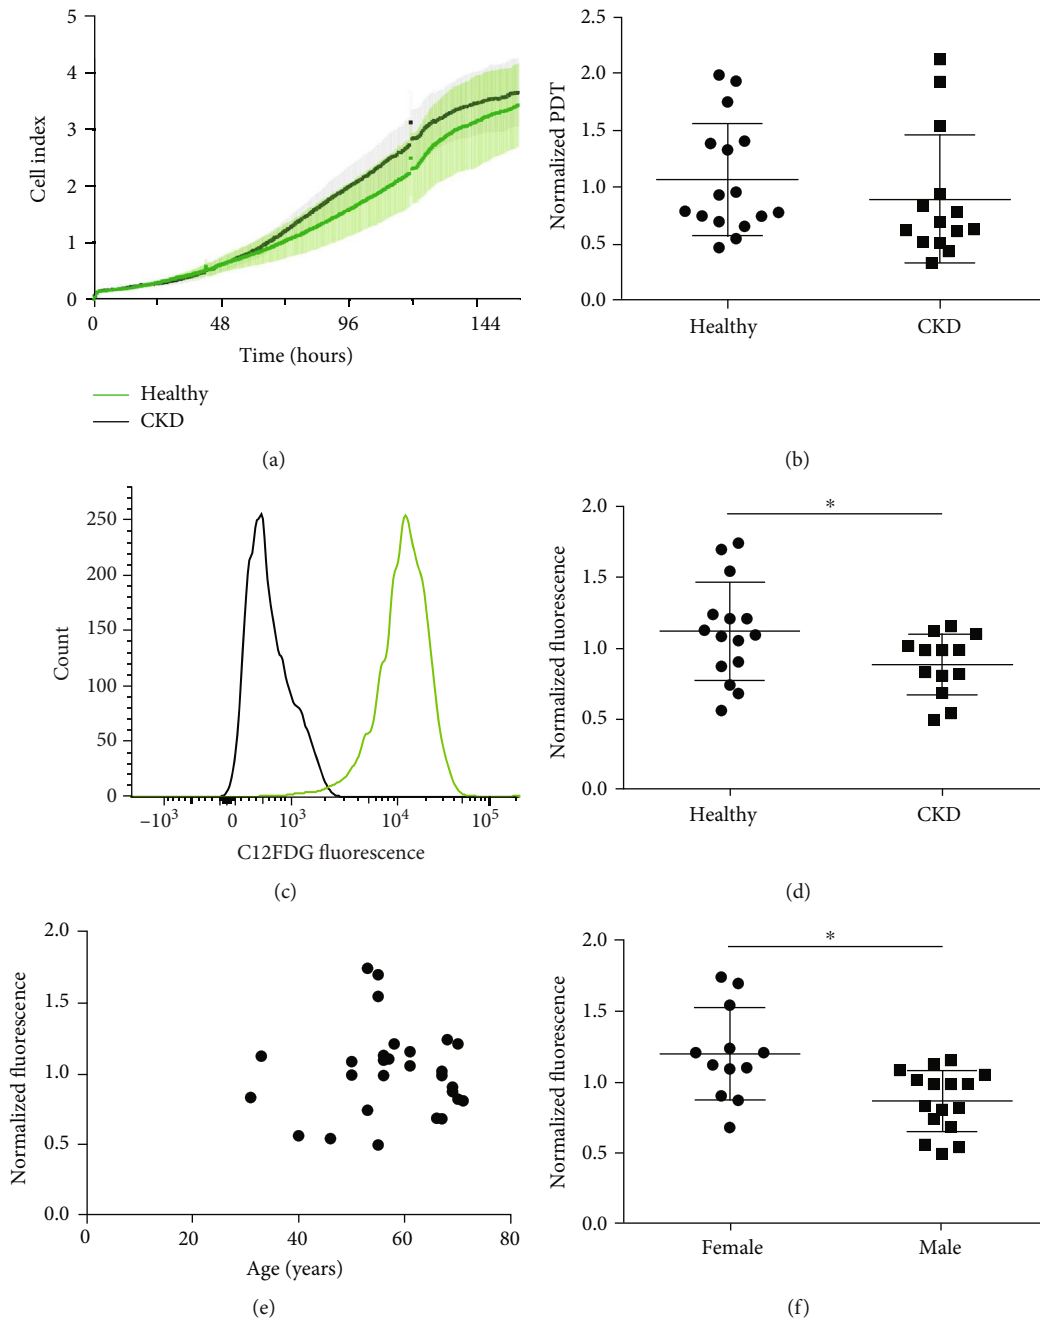 5
4
3
2
1
0
Cell index
0
48
96
144
Time (hours)
Healthy
CKD
(a)
2.5
2.0
1.5
1.0
0.5
0.0
Normalized PDT
Healthy
CKD
(b)
250
200
150
100
50
0
Count
–10³
0
10³
10⁴
10⁵
C12FDG fluorescence
(c)
2.0
1.5
1.0
0.5
0.0
Normalized fluorescence
*
Healthy
CKD
(d)
2.0
1.5
1.0
0.5
0.0
Normalized fluorescence
0
20
40
60
80
Age (years)
(e)
2.0
1.5
1.0
0.5
0.0
Normalized fluorescence
*
Female
Male
(f)